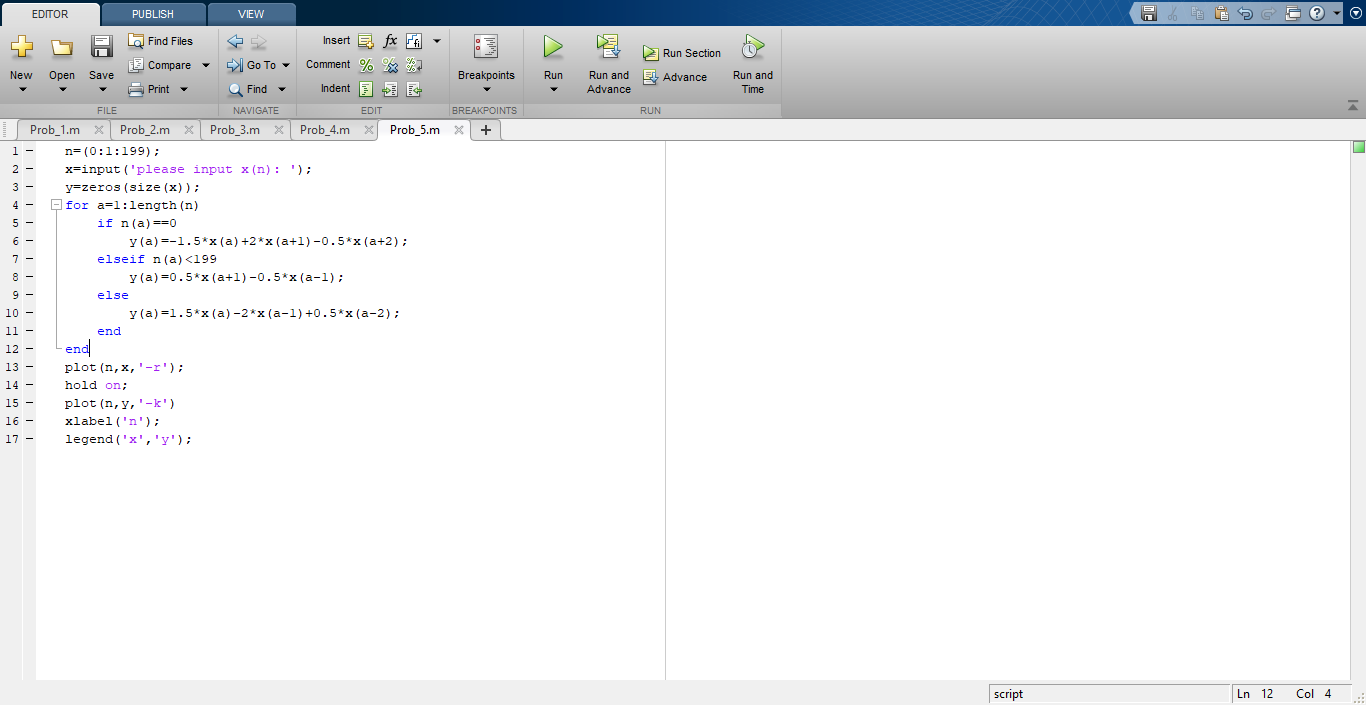 EDITOR PUBLISH VIEW
New Open Save Find Files Compare Print
FILE
Go To Find
NAVIGATE
Insert fx fi
Comment % % %
Indent
EDIT
Breakpoints
BREAKPOINTS
Run Run and Advance Run Section Advance Run and Time
RUN
Prob_1.m Prob_2.m Prob_3.m Prob_4.m Prob_5.m
1 n=(0:1:199);
2 x=input('please input x(n): ');
3 y=zeros(size(x));
4 for a=1:length(n)
5 if n(a)==0
6 y(a)=-1.5*x(a)+2*x(a+1)-0.5*x(a+2);
7 elseif n(a)<199
8 y(a)=0.5*x(a+1)-0.5*x(a-1);
9 else
10 y(a)=1.5*x(a)-2*x(a-1)+0.5*x(a-2);
11 end
12 end
13 plot(n,x,'-r');
14 hold on;
15 plot(n,y,'-k')
16 xlabel('n');
17 legend('x','y');
script Ln 12 Col 4